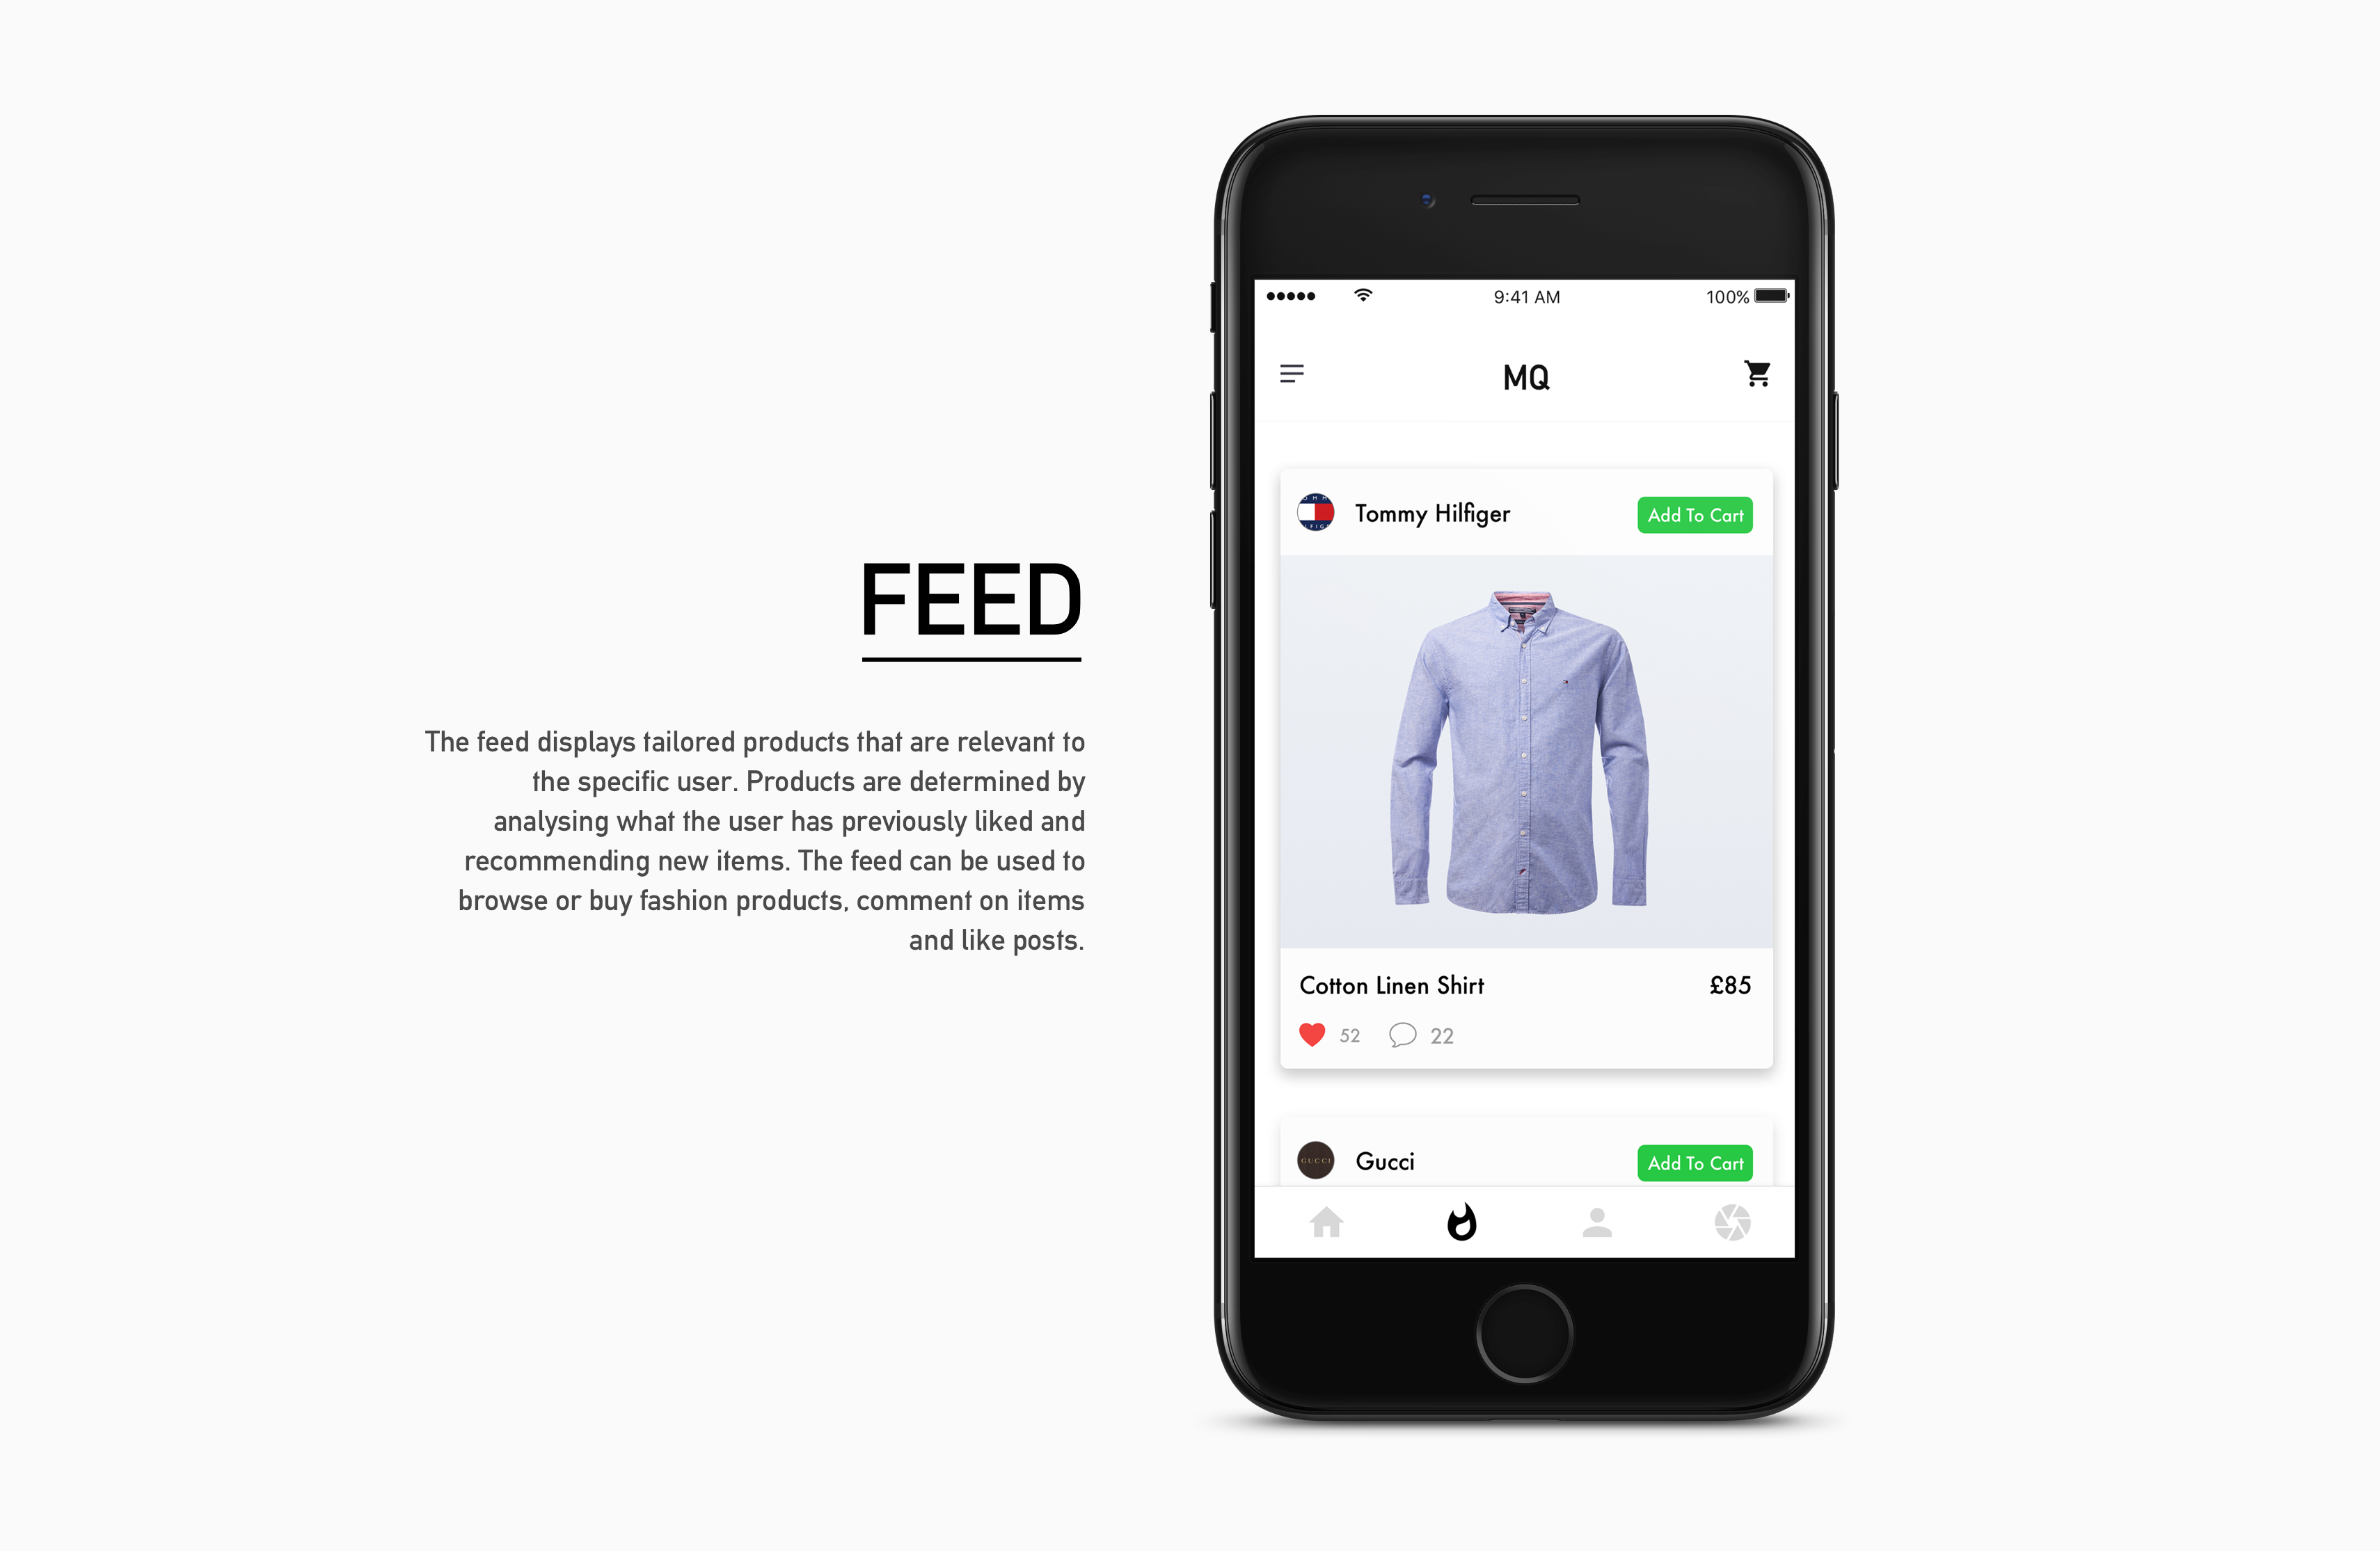 FEED
The feed displays tailored products that are relevant to
the specific user. Products are determined by
analysing what the user has previously liked and
recommending new items. The feed can be used to
browse or buy fashion products, comment on items
and like posts.
9:41 AM
100%
MQ
OMM
LFIG
Tommy Hilfiger
Add To Cart
Cotton Linen Shirt
£85
52
22
GUCCI
Gucci
Add To Cart